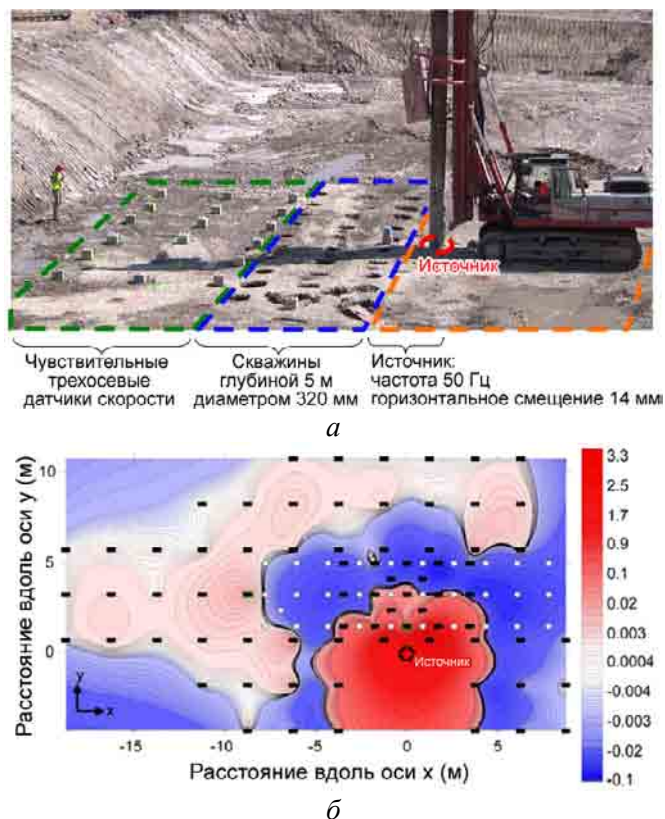 Источник
Чувствительные
трехосевые
датчики скорости
Скважины
глубиной 5 м
диаметром 320 мм
Источник:
частота 50 Гц
горизонтальное смещение 14 мм
а
Расстояние вдоль оси y (м)
10
5
0
y
x
Источник
-15
-10
-5
0
5
Расстояние вдоль оси x (м)
3.3
2.5
1.7
0.9
0.1
0.02
0.003
0.0004
-0.004
-0.003
-0.02
-0.1
б